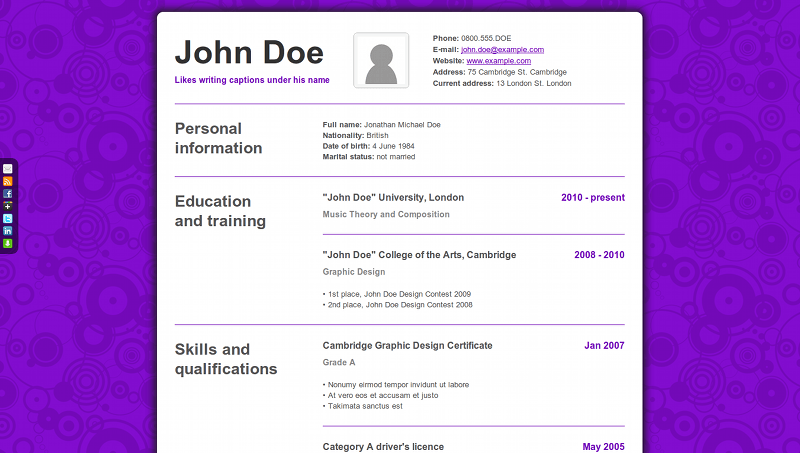 John Doe
Likes writing captions under his name
Phone: 0800.555.DOE
E-mail: john.doe@example.com
Website: www.example.com
Address: 75 Cambridge St. Cambridge
Current address: 13 London St. London
Personal
information
Full name: Jonathan Michael Doe
Nationality: British
Date of birth: 4 June 1984
Marital status: not married
Education
and training
"John Doe" University, London 2010 - present
Music Theory and Composition
"John Doe" College of the Arts, Cambridge 2008 - 2010
Graphic Design
• 1st place, John Doe Design Contest 2009
• 2nd place, John Doe Design Contest 2008
Skills and
qualifications
Cambridge Graphic Design Certificate Jan 2007
Grade A
• Nonumy eirmod tempor invidunt ut labore
• At vero eos et accusam et justo
• Takimata sanctus est
Category A driver's licence May 2005